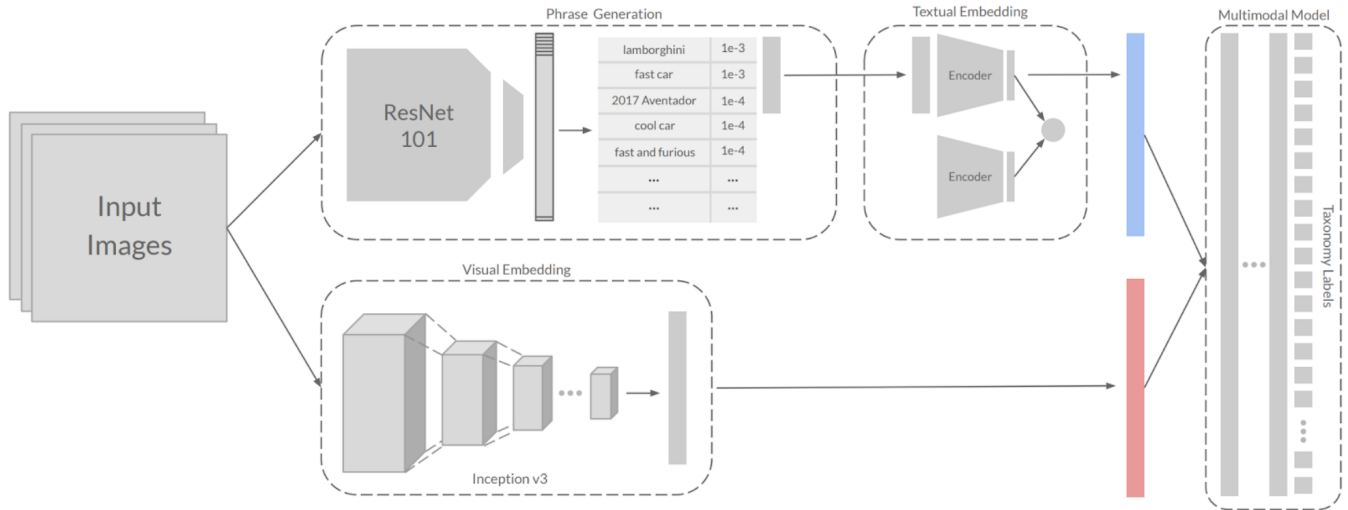 Phrase Generation
Textual Embedding
Multimodal Model
Input
Images
ResNet
101
lamborghini 1e-3
fast car 1e-3
2017 Aventador 1e-4
cool car 1e-4
fast and furious 1e-4
... ...
... ...
Encoder
Encoder
Taxonomy Labels
Visual Embedding
Inception v3